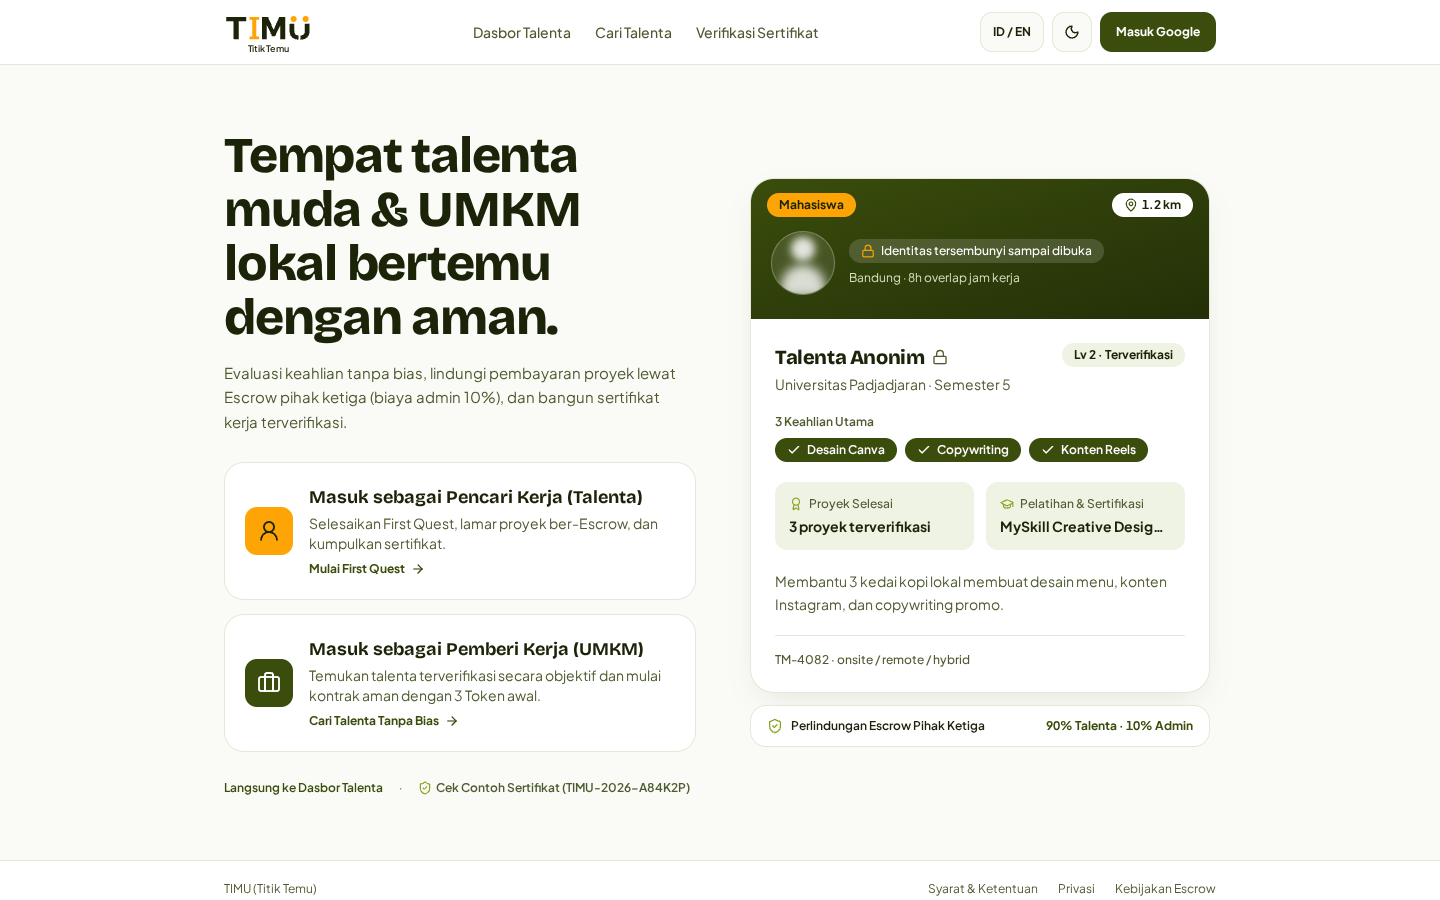 TIMU
Titik Temu
Dasbor Talenta
Cari Talenta
Verifikasi Sertifikat
ID / EN
Masuk Google
Tempat talenta
muda & UMKM
lokal bertemu
dengan aman.
Evaluasi keahlian tanpa bias, lindungi pembayaran proyek lewat
Escrow pihak ketiga (biaya admin 10%), dan bangun sertifikat
kerja terverifikasi.
Masuk sebagai Pencari Kerja (Talenta)
Selesaikan First Quest, lamar proyek ber-Escrow, dan
kumpulkan sertifikat.
Mulai First Quest →
Masuk sebagai Pemberi Kerja (UMKM)
Temukan talenta terverifikasi secara objektif dan mulai
kontrak aman dengan 3 Token awal.
Cari Talenta Tanpa Bias →
Langsung ke Dasbor Talenta · Cek Contoh Sertifikat (TIMU-2026-A84K2P)
Mahasiswa
1.2 km
Identitas tersembunyi sampai dibuka
Bandung · 8h overlap jam kerja
Talenta Anonim
Lv 2 · Terverifikasi
Universitas Padjadjaran · Semester 5
3 Keahlian Utama
Desain Canva
Copywriting
Konten Reels
Proyek Selesai
3 proyek terverifikasi
Pelatihan & Sertifikasi
MySkill Creative Desig...
Membantu 3 kedai kopi lokal membuat desain menu, konten
Instagram, dan copywriting promo.
TM-4082 · onsite / remote / hybrid
Perlindungan Escrow Pihak Ketiga
90% Talenta · 10% Admin
TIMU (Titik Temu)
Syarat & Ketentuan
Privasi
Kebijakan Escrow